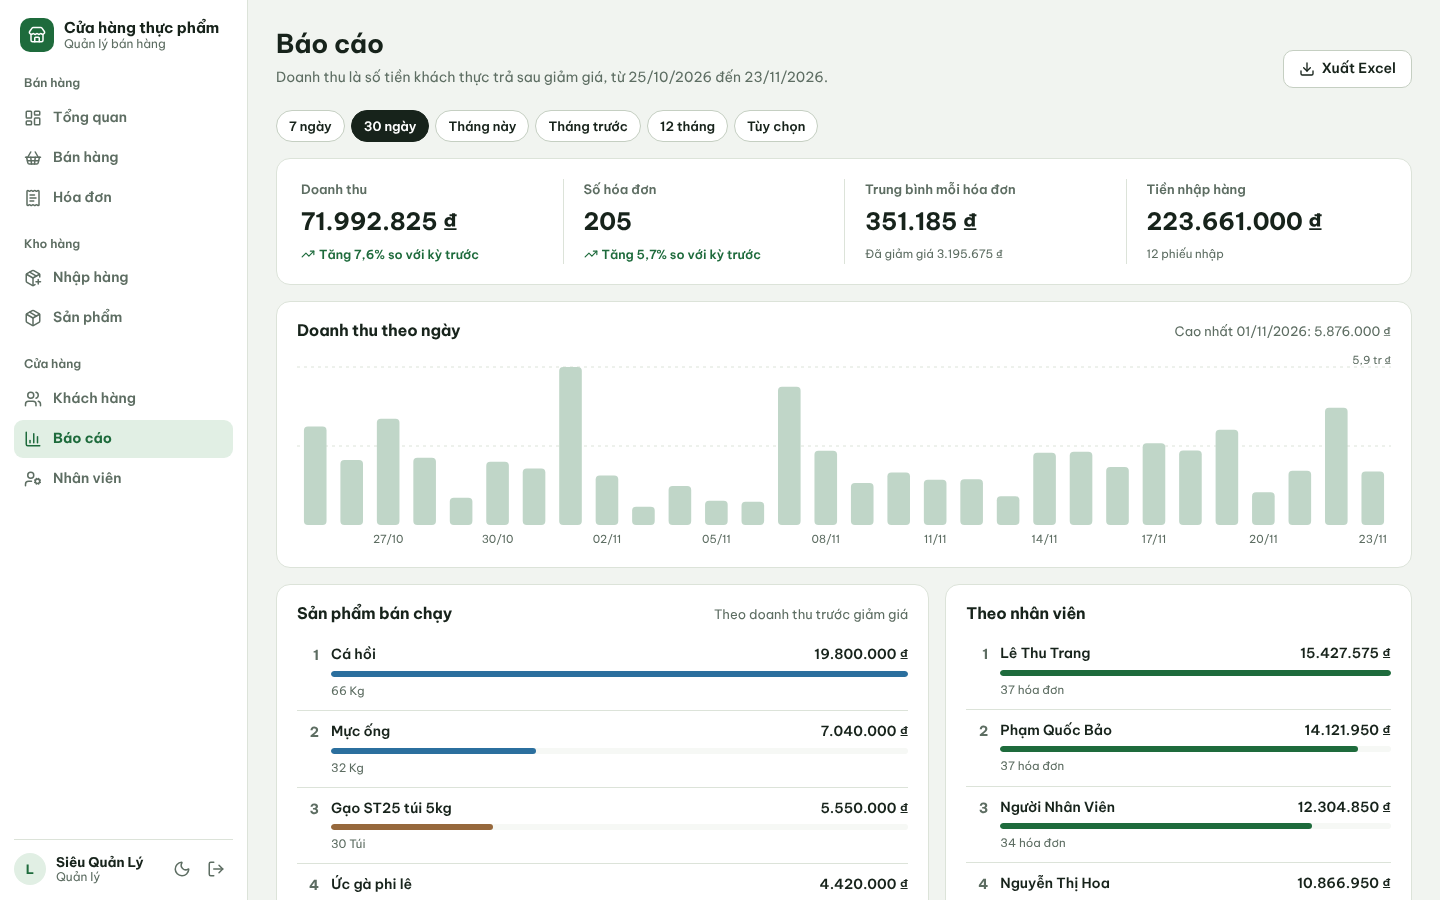 Cửa hàng thực phẩm
Quản lý bán hàng
Bán hàng
Tổng quan
Bán hàng
Hóa đơn
Kho hàng
Nhập hàng
Sản phẩm
Cửa hàng
Khách hàng
Báo cáo
Nhân viên
L
Siêu Quản Lý
Quản lý
Báo cáo
Doanh thu là số tiền khách thực trả sau giảm giá, từ 25/10/2026 đến 23/11/2026.
Xuất Excel
7 ngày
30 ngày
Tháng này
Tháng trước
12 tháng
Tùy chọn
Doanh thu
71.992.825 ₫
Tăng 7,6% so với kỳ trước
Số hóa đơn
205
Tăng 5,7% so với kỳ trước
Trung bình mỗi hóa đơn
351.185 ₫
Đã giảm giá 3.195.675 ₫
Tiền nhập hàng
223.661.000 ₫
12 phiếu nhập
Doanh thu theo ngày
Cao nhất 01/11/2026: 5.876.000 ₫
5,9 tr ₫
27/10 30/10 02/11 05/11 08/11 11/11 14/11 17/11 20/11 23/11
Sản phẩm bán chạy
Theo doanh thu trước giảm giá
1 Cá hồi 19.800.000 ₫
66 Kg
2 Mực ống 7.040.000 ₫
32 Kg
3 Gạo ST25 túi 5kg 5.550.000 ₫
30 Túi
4 Ức gà phi lê 4.420.000 ₫
Theo nhân viên
1 Lê Thu Trang 15.427.575 ₫
37 hóa đơn
2 Phạm Quốc Bảo 14.121.950 ₫
37 hóa đơn
3 Người Nhân Viên 12.304.850 ₫
34 hóa đơn
4 Nguyễn Thị Hoa 10.866.950 ₫